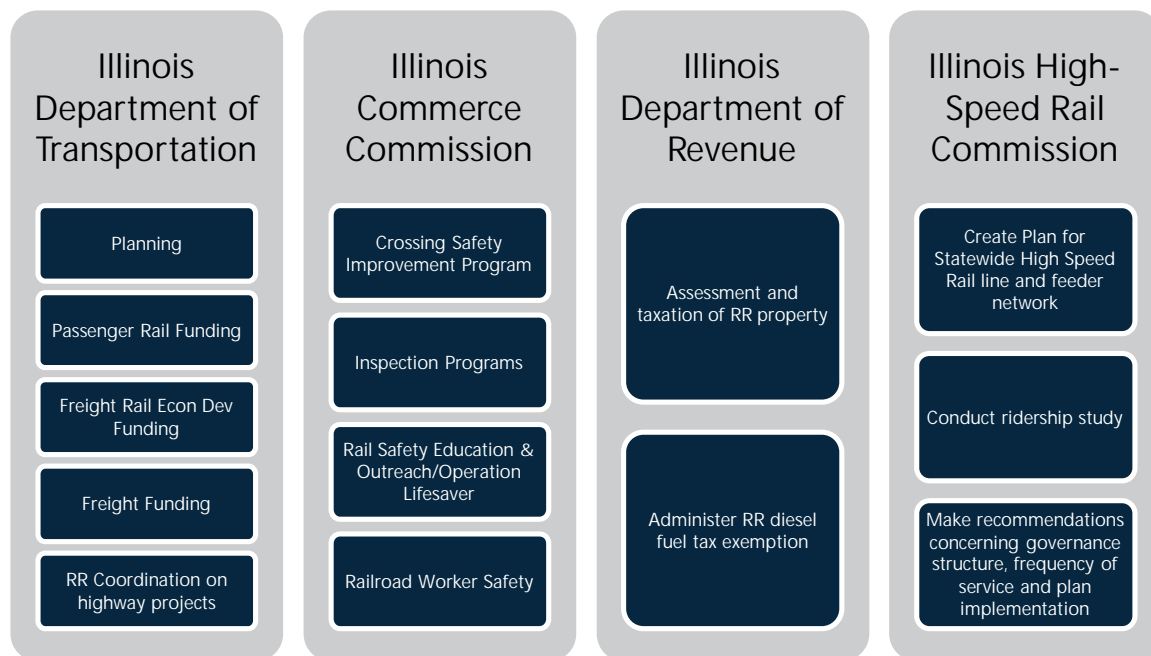 Illinois
Department of
Transportation
Planning
Passenger Rail Funding
Freight Rail Econ Dev
Funding
Freight Funding
RR Coordination on
highway projects
Illinois
Commerce
Commission
Crossing Safety
Improvement Program
Inspection Programs
Rail Safety Education &
Outreach/Operation
Lifesaver
Railroad Worker Safety
Illinois
Department of
Revenue
Assessment and
taxation of RR property
Administer RR diesel
fuel tax exemption
Illinois High-
Speed Rail
Commission
Create Plan for
Statewide High Speed
Rail line and feeder
network
Conduct ridership study
Make recommendations
concerning governance
structure, frequency of
service and plan
implementation